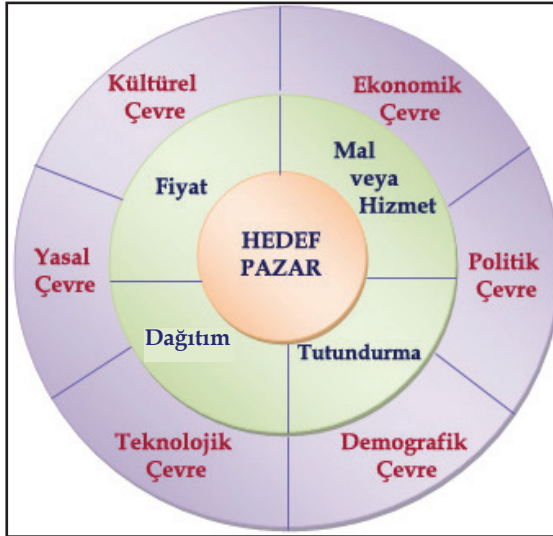 Kültürel
Çevre
Ekonomik
Çevre
Fiyat
Mal
veya
Hizmet
HEDEF
PAZAR
Yasal
Çevre
Politik
Çevre
Dağıtım
Tutundurma
Teknolojik
Çevre
Demografik
Çevre